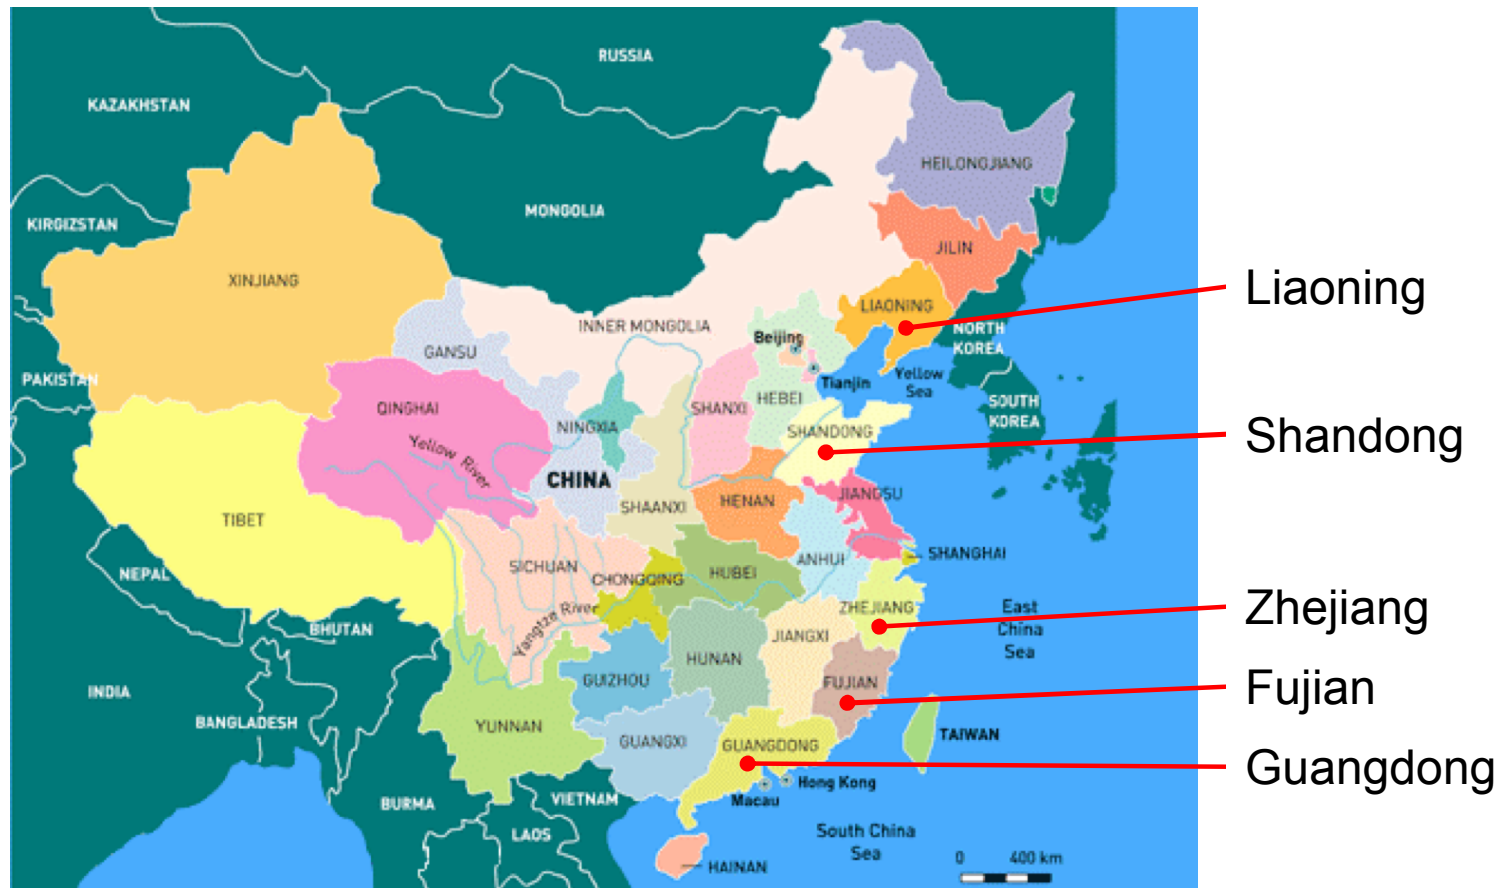 RUSSIA
KAZAKHSTAN
HEILONGJIANG
MONGOLIA
KIRGIZSTAN
JILIN
XINJIANG
Liaoning
LIAONING
INNER MONGOLIA
NORTH
KOREA
Beijing
GANSU
Tianjin
Yellow
Sea
PAKISTAN
QINGHAI
SHANXI
HEBEI
SOUTH
KOREA
NINGXIA
SHANDONG
Shandong
Yellow River
CHINA
JIANGSU
HENAN
SHAANXI
TIBET
SHANGHAI
ANHUI
SICHUAN
HUBEI
CHONGQING
NEPAL
Yangtze River
ZHEJIANG
East
China
Sea
Zhejiang
BHUTAN
JIANGXI
HUNAN
GUIZHOU
FUJIAN
Fujian
INDIA
BANGLADESH
YUNNAN
GUANGXI
GUANGDONG
TAIWAN
Guangdong
Hong Kong
Macau
BURMA
VIETNAM
LAOS
South China
Sea
HAINAN
0 400 km